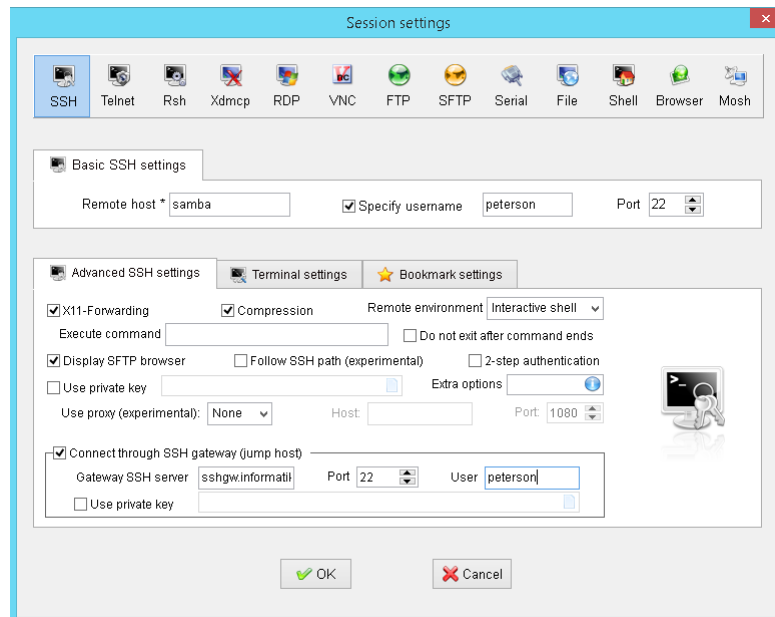 Session settings
SSH Telnet Rsh Xdmcp RDP VNC FTP SFTP Serial File Shell Browser Mosh
Basic SSH settings
Remote host * samba Specify username peterson Port 22
Advanced SSH settings Terminal settings Bookmark settings
X11-Forwarding Compression Remote environment Interactive shell
Execute command Do not exit after command ends
Display SFTP browser Follow SSH path (experimental) 2-step authentication
Use private key Extra options
Use proxy (experimental): None Host: Port: 1080
Connect through SSH gateway (jump host)
Gateway SSH server sshgw.informatik Port 22 User peterson
Use private key
OK Cancel